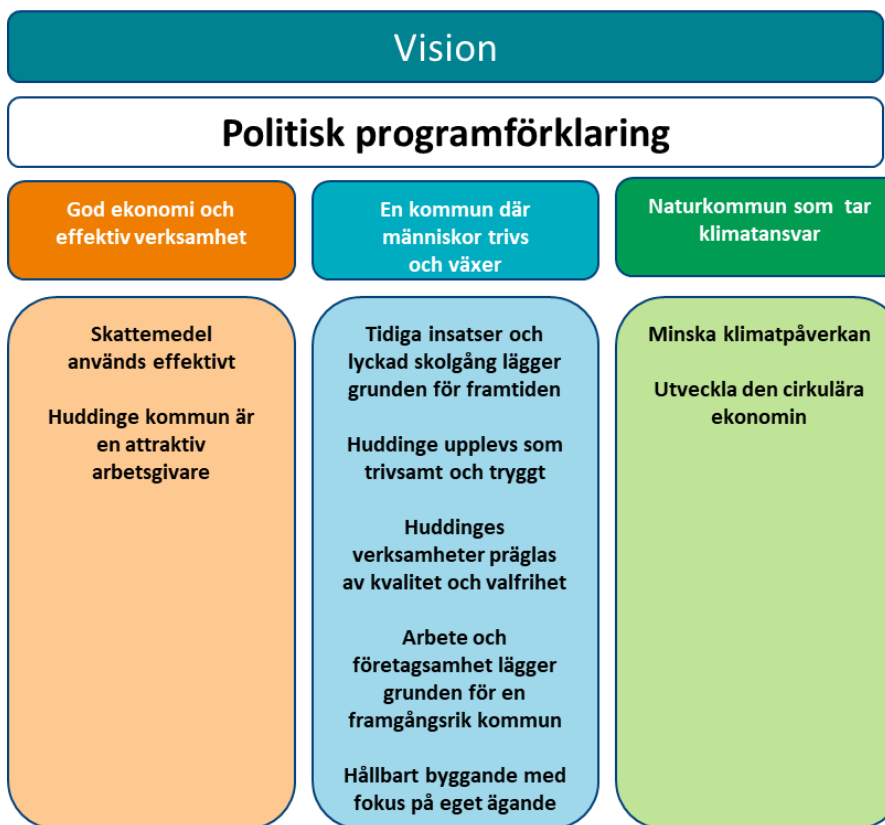 Vision
Politisk programförklaring
God ekonomi och
effektiv verksamhet
En kommun där
människor trivs
och växer
Naturkommun som tar
klimatansvar
Skattemedel
används effektivt
Huddinge kommun är
en attraktiv
arbetsgivare
Tidiga insatser och
lyckad skolgång lägger
grunden för framtiden
Huddinge upplevs som
trivsamt och tryggt
Huddinges
verksamheter präglas
av kvalitet och valfrihet
Arbete och
företagsamhet lägger
grunden för en
framgångsrik kommun
Hållbart byggande med
fokus på eget ägande
Minska klimatpåverkan
Utveckla den cirkulära
ekonomin